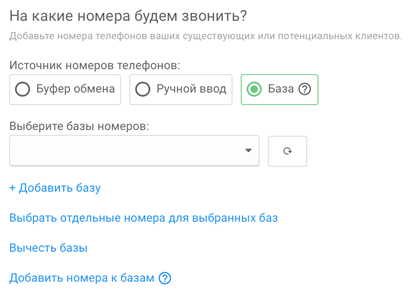 На какие номера будем звонить?
Добавьте номера телефонов ваших существующих или потенциальных клиентов.
Источник номеров телефонов:
Буфер обмена Ручной ввод База ?
Выберите базы номеров:
+ Добавить базу
Выбрать отдельные номера для выбранных баз
Вычесть базы
Добавить номера к базам ?